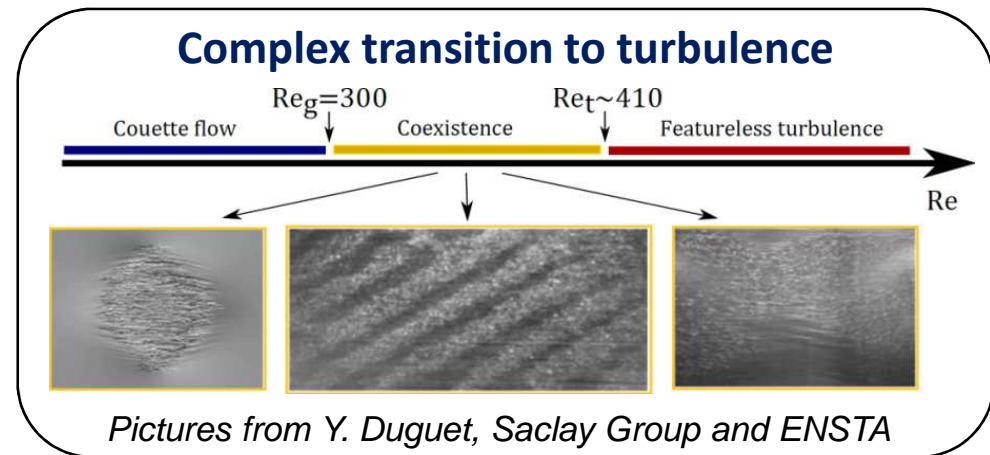 Complex transition to turbulence
Reg=300 Ret~410
Couette flow Coexistence Featureless turbulence
Re
Pictures from Y. Duguet, Saclay Group and ENSTA